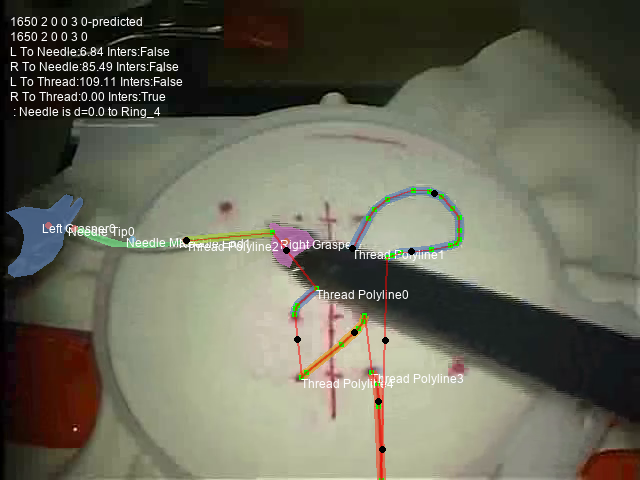 1650 2 0 0 3 0-predicted
1650 2 0 0 3 0
L To Needle:6.84 Inters:False
R To Needle:85.49 Inters:False
L To Thread:109.11 Inters:False
R To Thread:0.00 Inters:True
: Needle is d=0.0 to Ring_4
Left Grasper0
Needle Tip0
Thread Polyline2
Right Graspe
Thread Polyline1
Thread Polyline0
Thread Polyline3